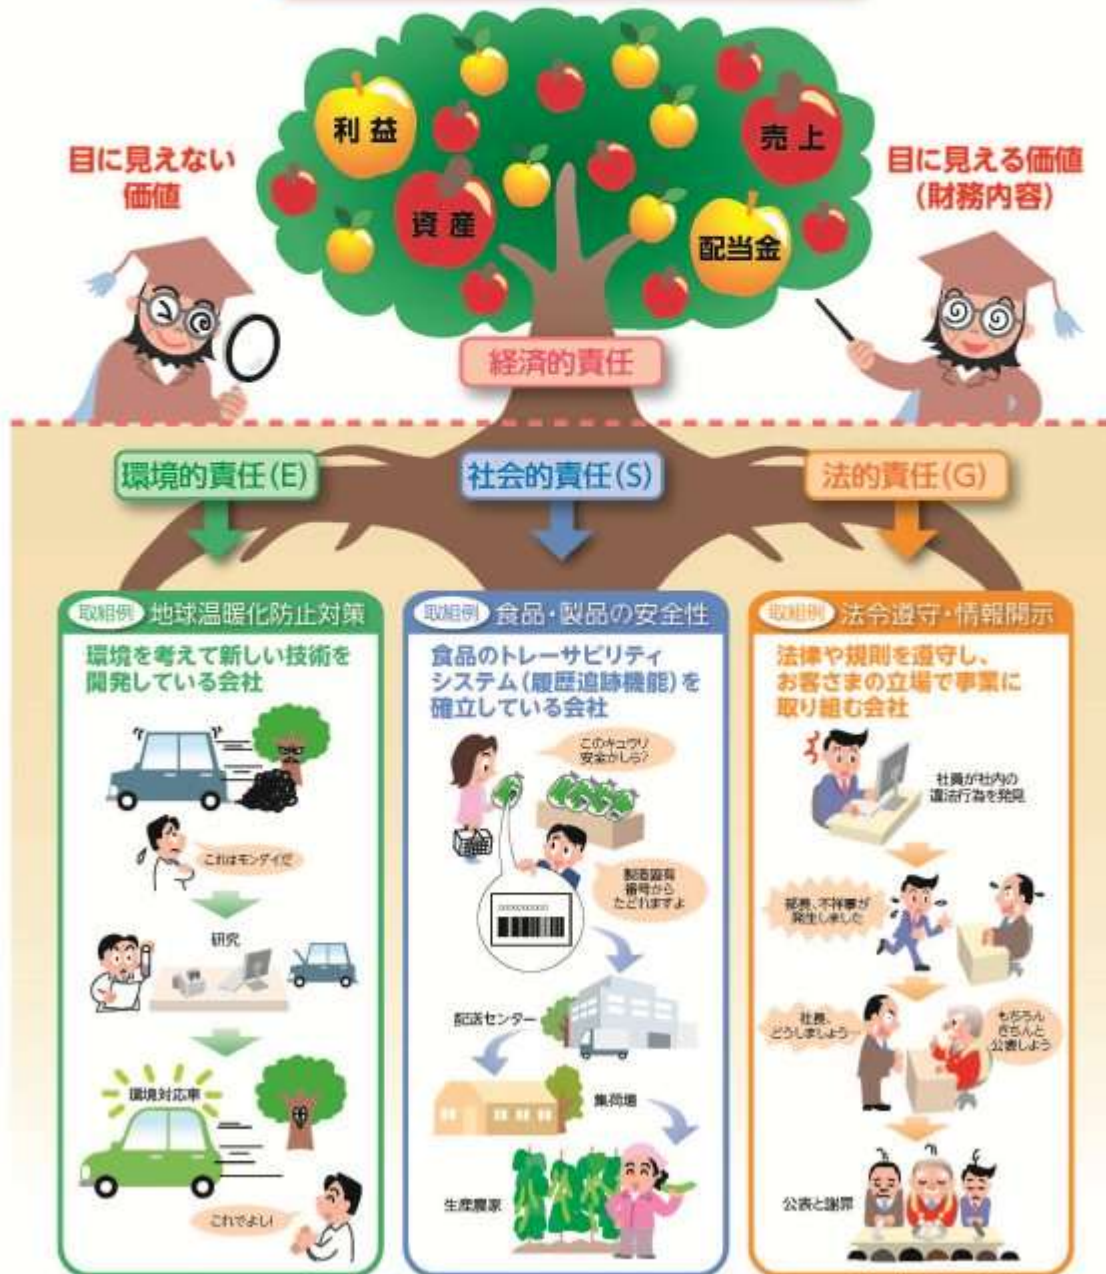 利益
売上
資産
配当金
目に見えない
価値
目に見える価値
(財務内容)
経済的責任
環境的責任(E)
社会的責任(S)
法的責任(G)
取組例 地球温暖化防止対策
環境を考えて新しい技術を
開発している会社
これはモンダイだ
研究
環境対応車
これでよし!
取組例 食品・製品の安全性
食品のトレーサビリティ
システム(履歴追跡機能)を
確立している会社
このキュウリ
安全かしら?
製造固有
番号から
たどれますよ
配送センター
集荷場
生産農家
取組例 法令遵守・情報開示
法律や規則を遵守し、
お客さまの立場で事業に
取り組む会社
社員が社内の
違法行為を発見
部長、不祥事が
発生しました
社長、
どうしましょう…
もちろん
きちんと
公表しよう
公表と謝罪